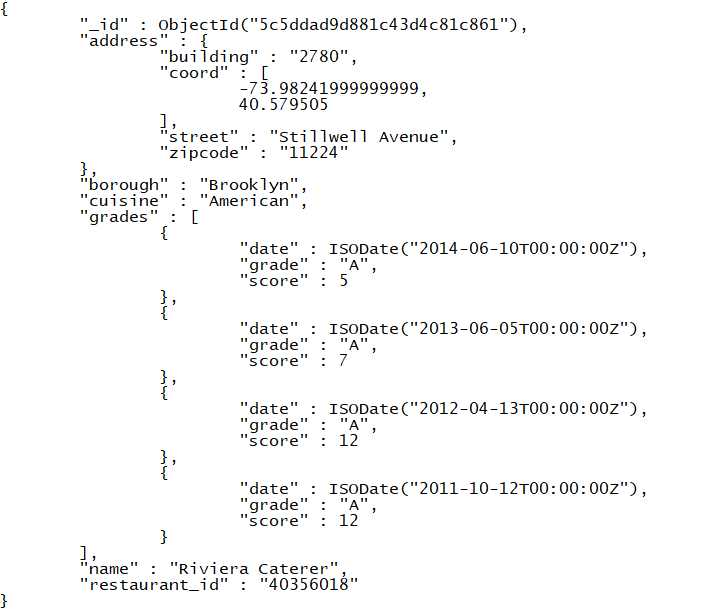 {
"_id" : ObjectId("5c5ddad9d881c43d4c81c861"),
"address" : {
"building" : "2780",
"coord" : [
-73.98241999999999,
40.579505
],
"street" : "Stillwell Avenue",
"zipcode" : "11224"
},
"borough" : "Brooklyn",
"cuisine" : "American",
"grades" : [
{
"date" : ISODate("2014-06-10T00:00:00Z"),
"grade" : "A",
"score" : 5
},
{
"date" : ISODate("2013-06-05T00:00:00Z"),
"grade" : "A",
"score" : 7
},
{
"date" : ISODate("2012-04-13T00:00:00Z"),
"grade" : "A",
"score" : 12
},
{
"date" : ISODate("2011-10-12T00:00:00Z"),
"grade" : "A",
"score" : 12
}
],
"name" : "Riviera Caterer",
"restaurant_id" : "40356018"
}